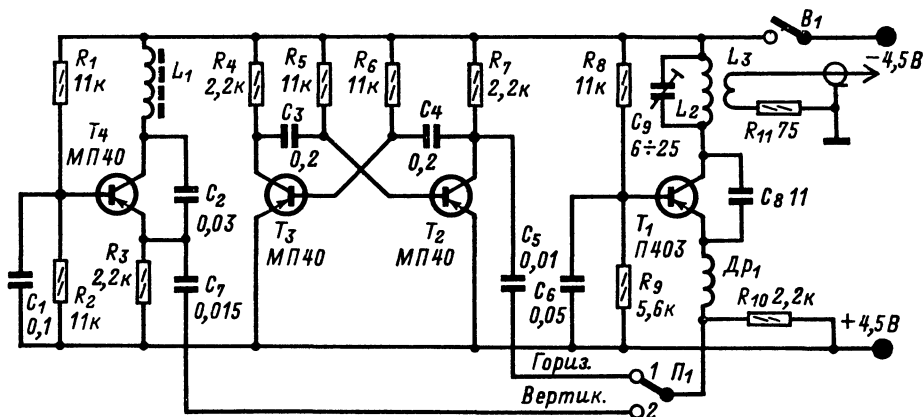 R₁
11к
L₁
R₄
2,2к
R₅
11к
R₆
11к
R₇
2,2к
R₈
11к
B₁
L₃
−4,5В
C₉
6÷25
L₂
R₁₁ 75
C₃
0,2
C₄
0,2
T₄
МП40
C₂
0,03
T₃
МП40
T₂
МП40
C₅
0,01
T₁
П403
C₈ 11
C₁
0,1
R₂
11к
R₃
2,2к
C₇
0,015
C₆
0,05
R₉
5,6к
Др₁
R₁₀ 2,2к
+4,5В
Гориз.
1
П₁
Вертик.
2